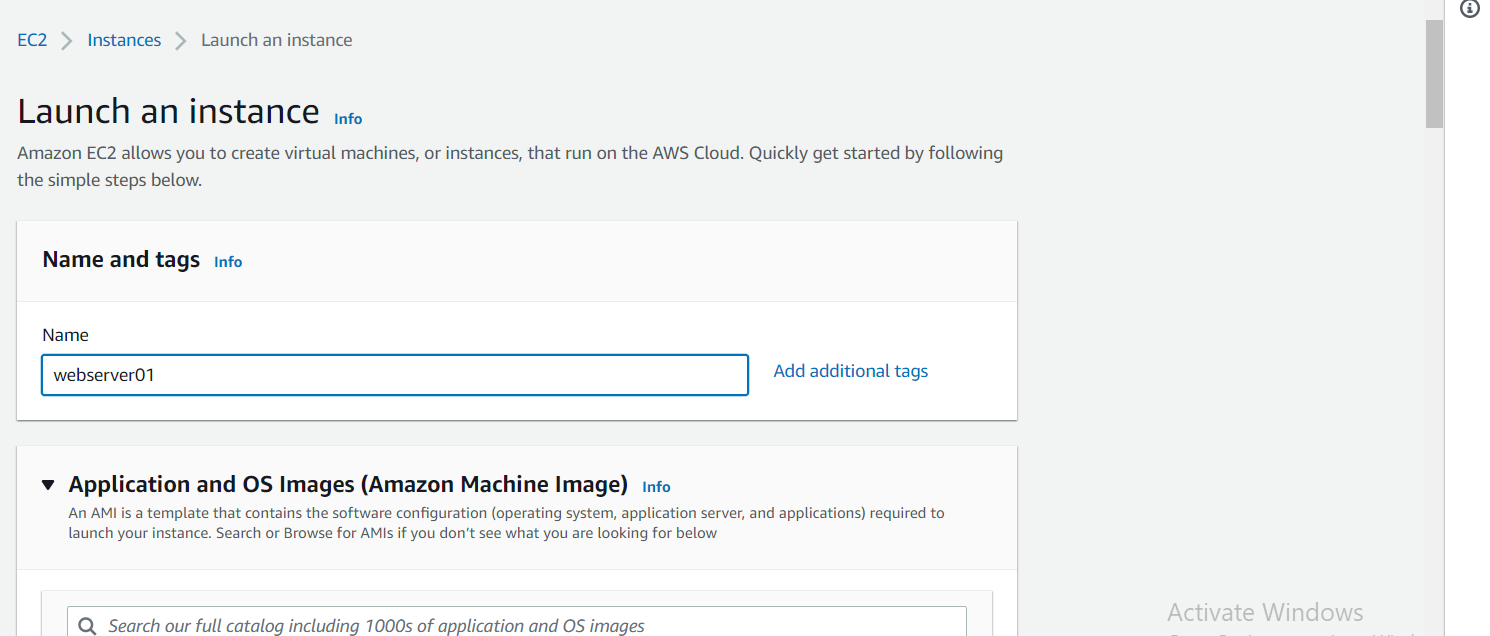 EC2 Instances Launch an instance
Launch an instance Info
Amazon EC2 allows you to create virtual machines, or instances, that run on the AWS Cloud. Quickly get started by following
the simple steps below.
Name and tags Info
Name
webserver01
Add additional tags
Application and OS Images (Amazon Machine Image) Info
An AMI is a template that contains the software configuration (operating system, application server, and applications) required to
launch your instance. Search or Browse for AMIs if you don't see what you are looking for below
Search our full catalog including 1000s of application and OS images
Activate Windows